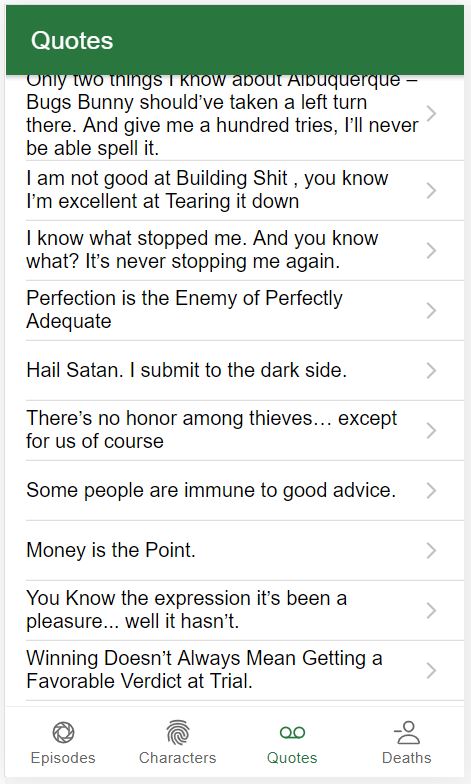 Quotes
Only two things I know about Albuquerque –
Bugs Bunny should’ve taken a left turn
there. And give me a hundred tries, I’ll never
be able spell it.
I am not good at Building Shit , you know
I’m excellent at Tearing it down
I know what stopped me. And you know
what? It’s never stopping me again.
Perfection is the Enemy of Perfectly
Adequate
Hail Satan. I submit to the dark side.
There’s no honor among thieves… except
for us of course
Some people are immune to good advice.
Money is the Point.
You Know the expression it’s been a
pleasure... well it hasn’t.
Winning Doesn’t Always Mean Getting a
Favorable Verdict at Trial.
Episodes
Characters
Quotes
Deaths